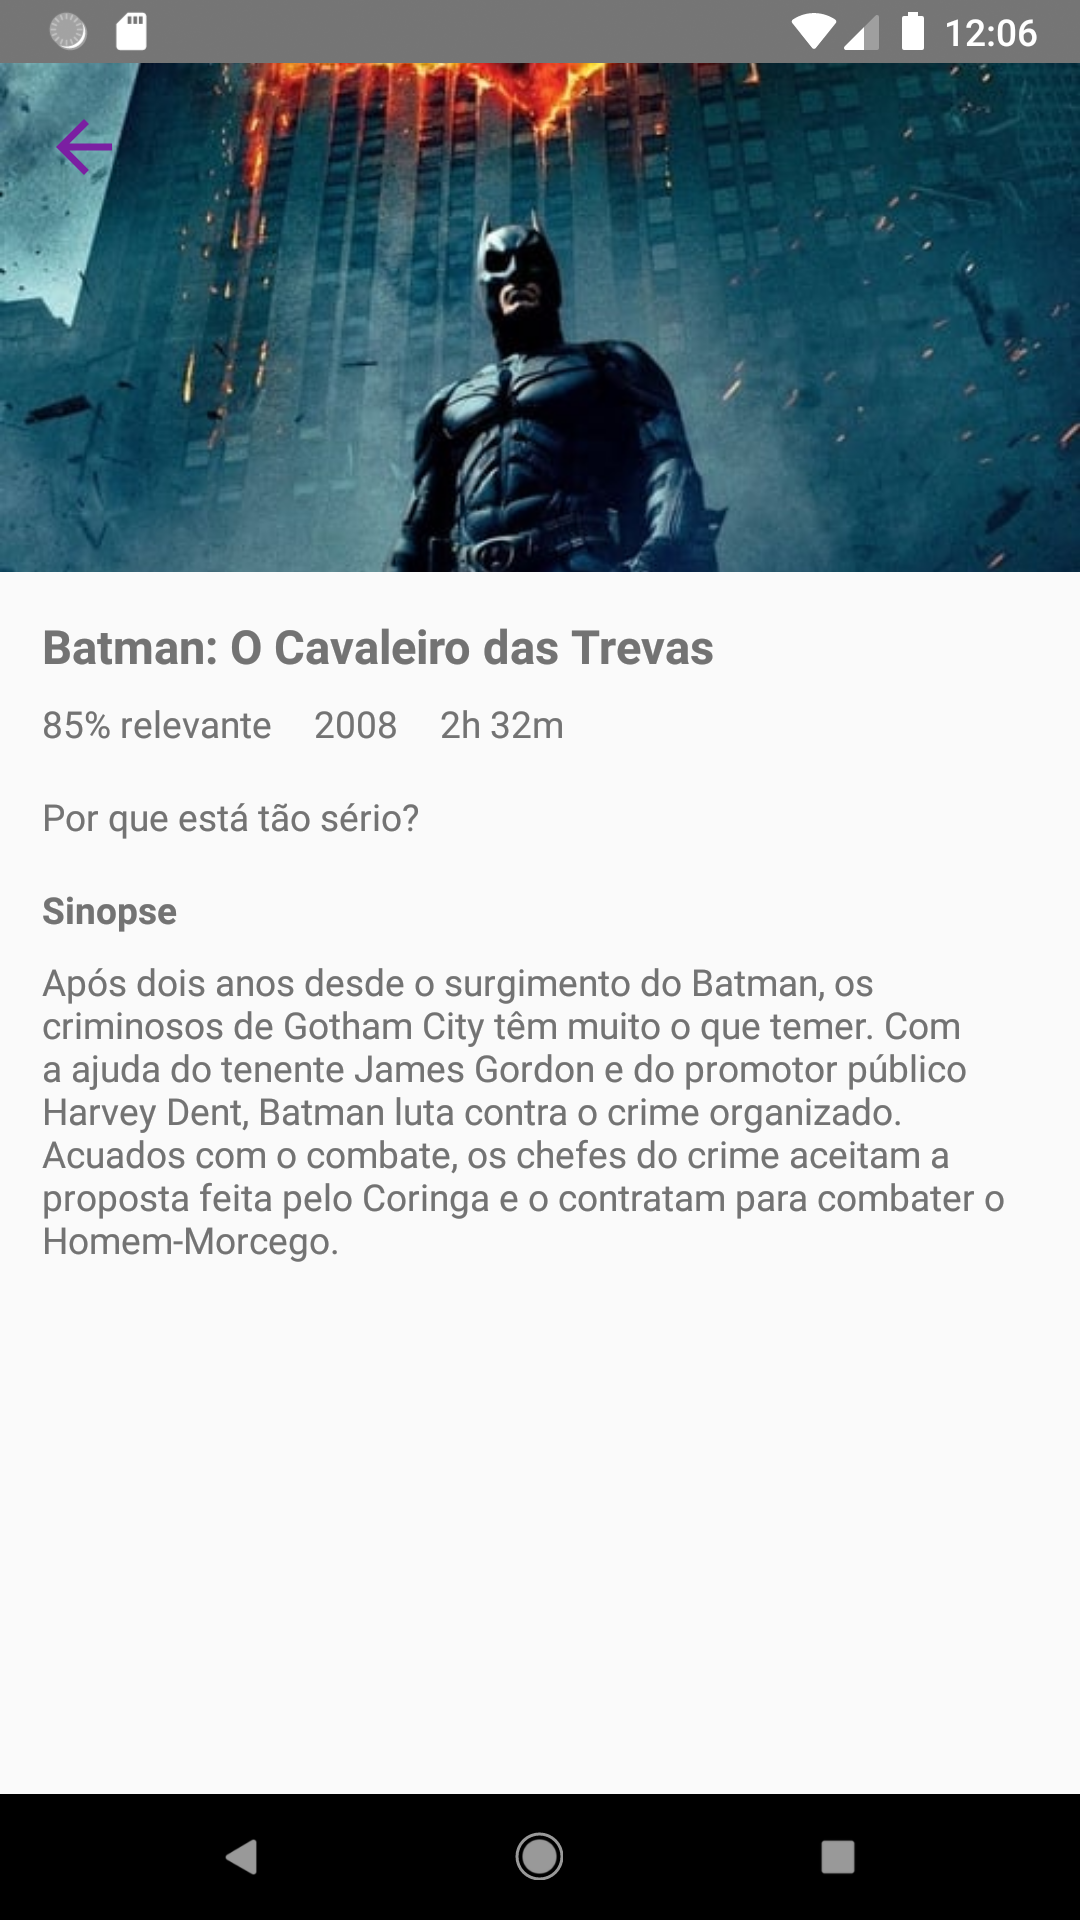 12:06
Batman: O Cavaleiro das Trevas
85% relevante 2008 2h 32m
Por que está tão sério?
Sinopse
Após dois anos desde o surgimento do Batman, os
criminosos de Gotham City têm muito o que temer. Com
a ajuda do tenente James Gordon e do promotor público
Harvey Dent, Batman luta contra o crime organizado.
Acuados com o combate, os chefes do crime aceitam a
proposta feita pelo Coringa e o contratam para combater o
Homem-Morcego.